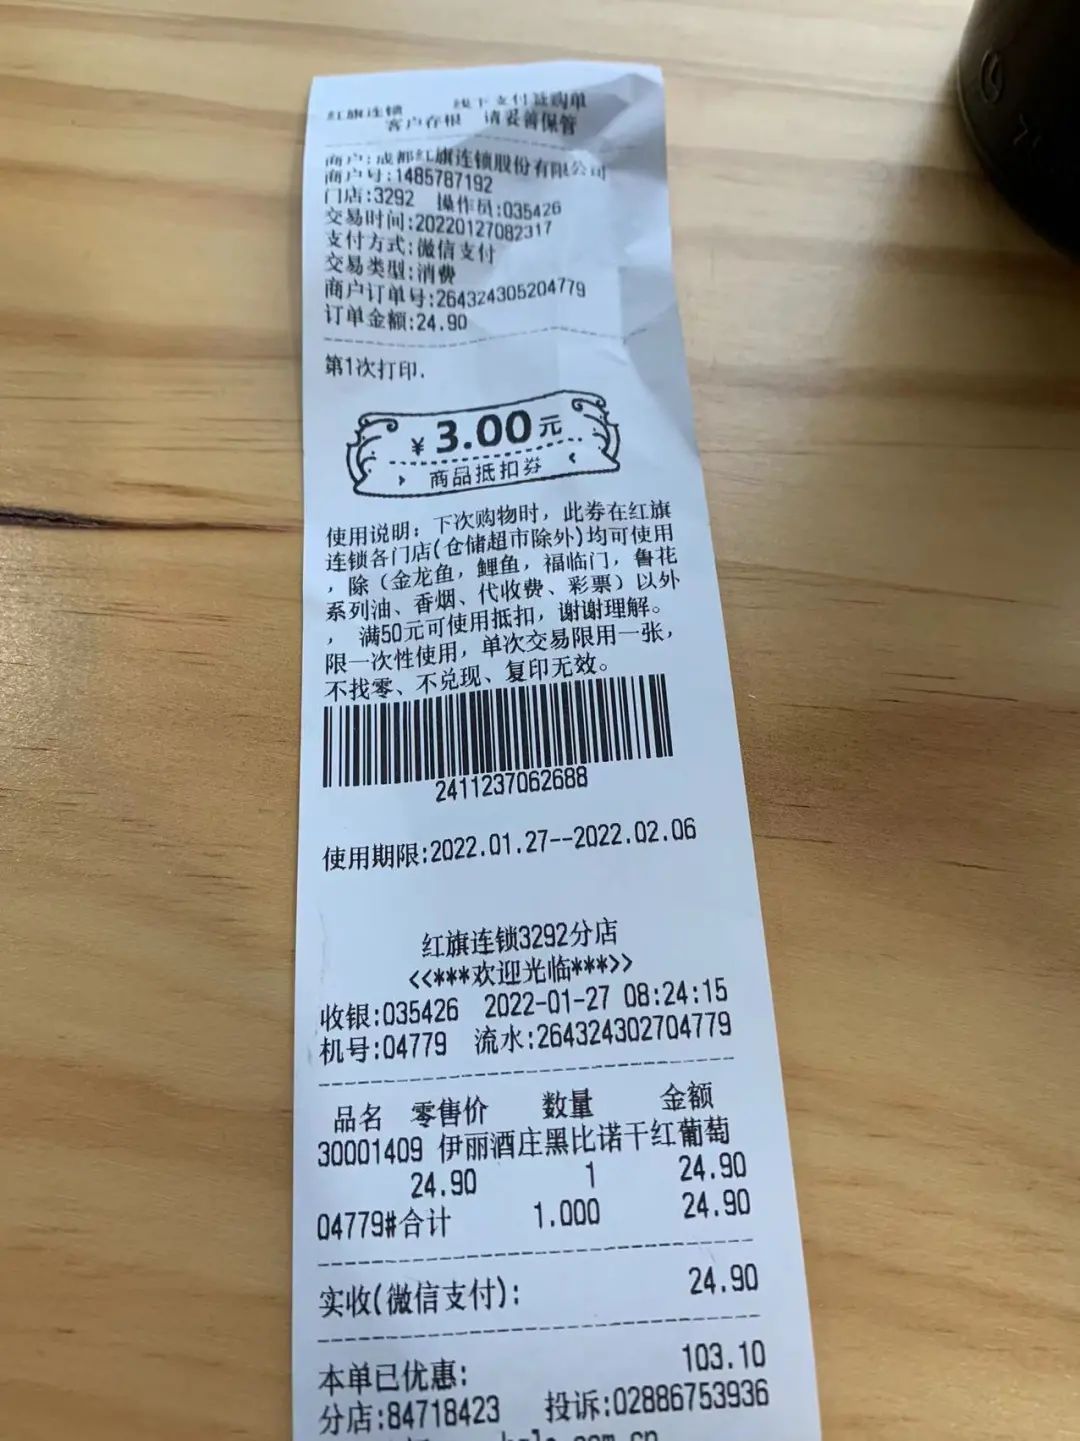 红旗连锁 线下支付签购单
客户存根 请妥善保管
商户:成都红旗连锁股份有限公司
商户号:1485787192
门店:3292 操作员:035426
交易时间:20220127082317
支付方式:微信支付
交易类型:消费
商户订单号:264324305204779
订单金额:24.90
第1次打印.
¥3.00元
商品抵扣券
使用说明：下次购物时，此券在红旗
连锁各门店(仓储超市除外)均可使用
，除（金龙鱼，鲤鱼，福临门，鲁花
系列油、香烟、代收费、彩票）以外
，满50元可使用抵扣，谢谢理解。
限一次性使用，单次交易限用一张，
不找零、不兑现、复印无效。
2411237062688
使用期限:2022.01.27--2022.02.06
红旗连锁3292分店
<<***欢迎光临***>>
收银:035426 2022-01-27 08:24:15
机号:04779 流水:264324302704779
品名 零售价 数量 金额
30001409 伊丽酒庄黑比诺干红葡萄
24.90 1 24.90
04779#合计 1.000 24.90
实收(微信支付): 24.90
本单已优惠: 103.10
分店:84718423 投诉:02886753936